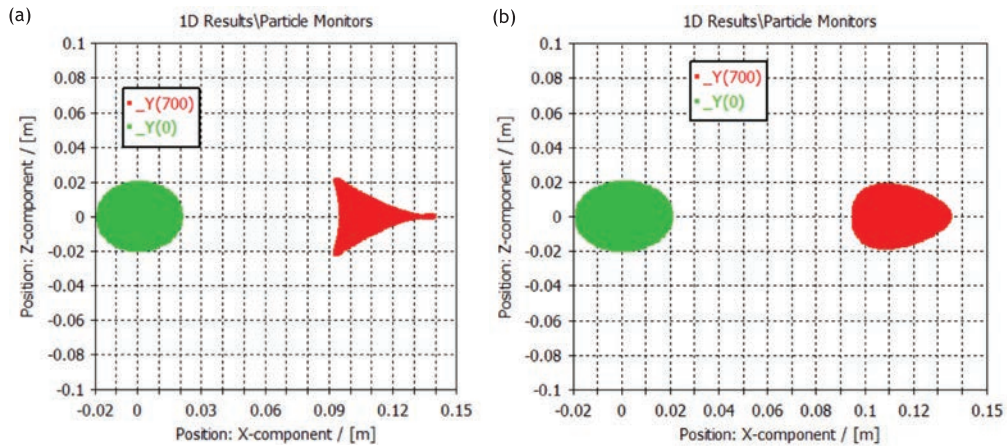 (a)
1D Results\Particle Monitors
0.1
0.08
0.06
0.04
0.02
0
-0.02
-0.04
-0.06
-0.08
-0.1
Position: Z-component / [m]
_Y(700)
_Y(0)
-0.02 0 0.03 0.06 0.09 0.12 0.15
Position: X-component / [m]
(b)
1D Results\Particle Monitors
0.1
0.08
0.06
0.04
0.02
0
-0.02
-0.04
-0.06
-0.08
-0.1
Position: Z-component / [m]
_Y(700)
_Y(0)
-0.02 0 0.02 0.04 0.06 0.08 0.1 0.12 0.15
Position: X-component / [m]